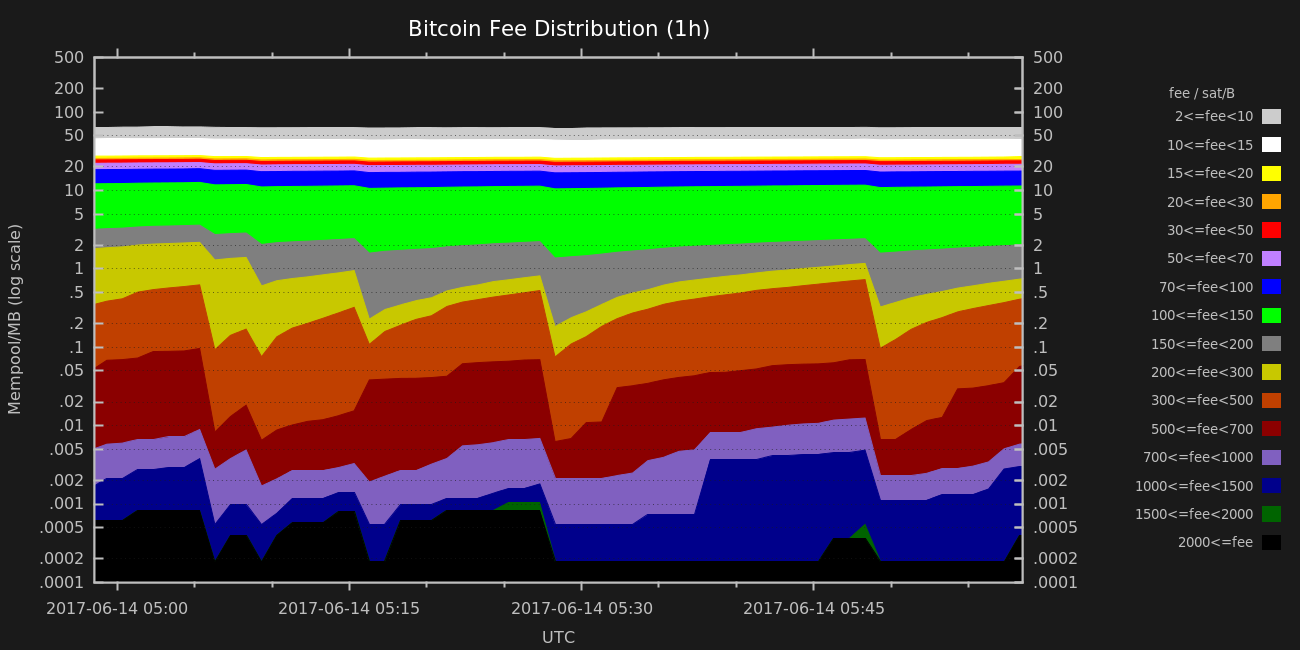 Bitcoin Fee Distribution (1h)
Mempool/MB (log scale)
500
200
100
50
20
10
5
2
1
.5
.2
.1
.05
.02
.01
.005
.002
.001
.0005
.0002
.0001
500
200
100
50
20
10
5
2
1
.5
.2
.1
.05
.02
.01
.005
.002
.001
.0005
.0002
.0001
2017-06-14 05:00 2017-06-14 05:15 2017-06-14 05:30 2017-06-14 05:45
UTC
fee / sat/B
2<=fee<10
10<=fee<15
15<=fee<20
20<=fee<30
30<=fee<50
50<=fee<70
70<=fee<100
100<=fee<150
150<=fee<200
200<=fee<300
300<=fee<500
500<=fee<700
700<=fee<1000
1000<=fee<1500
1500<=fee<2000
2000<=fee